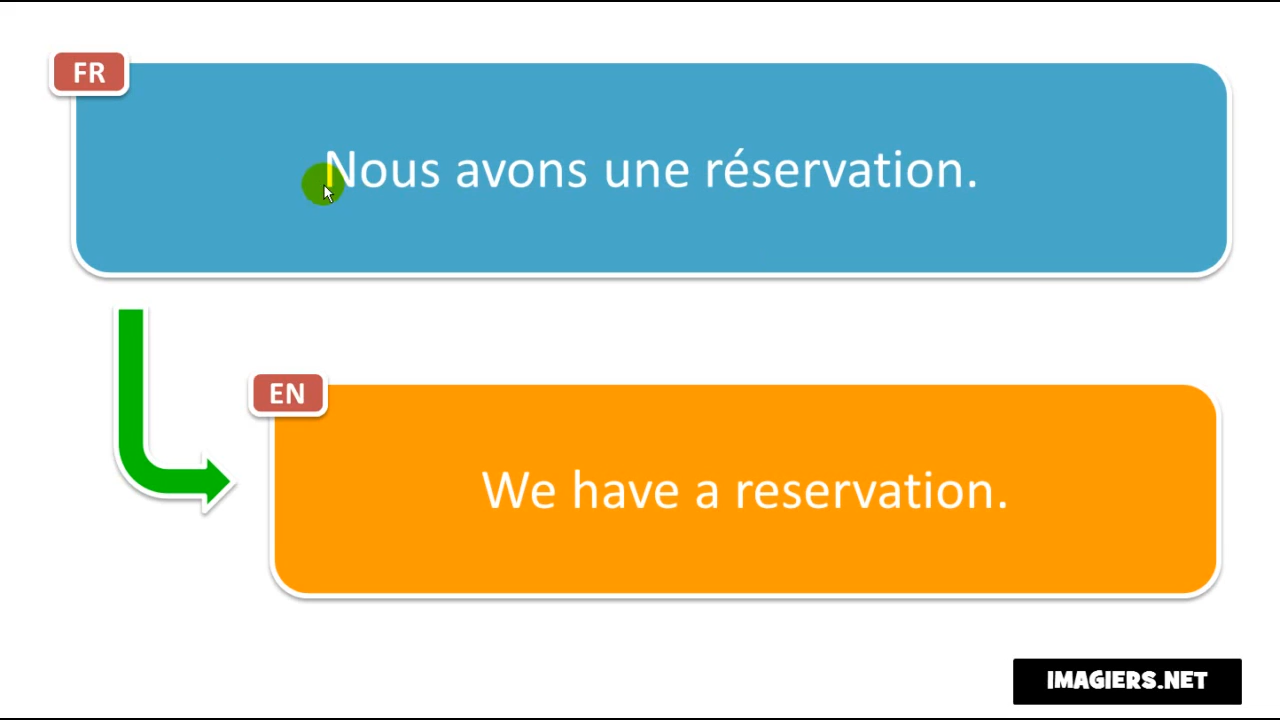 FR
Nous avons une réservation.
EN
We have a reservation.
IMAGIERS.NET